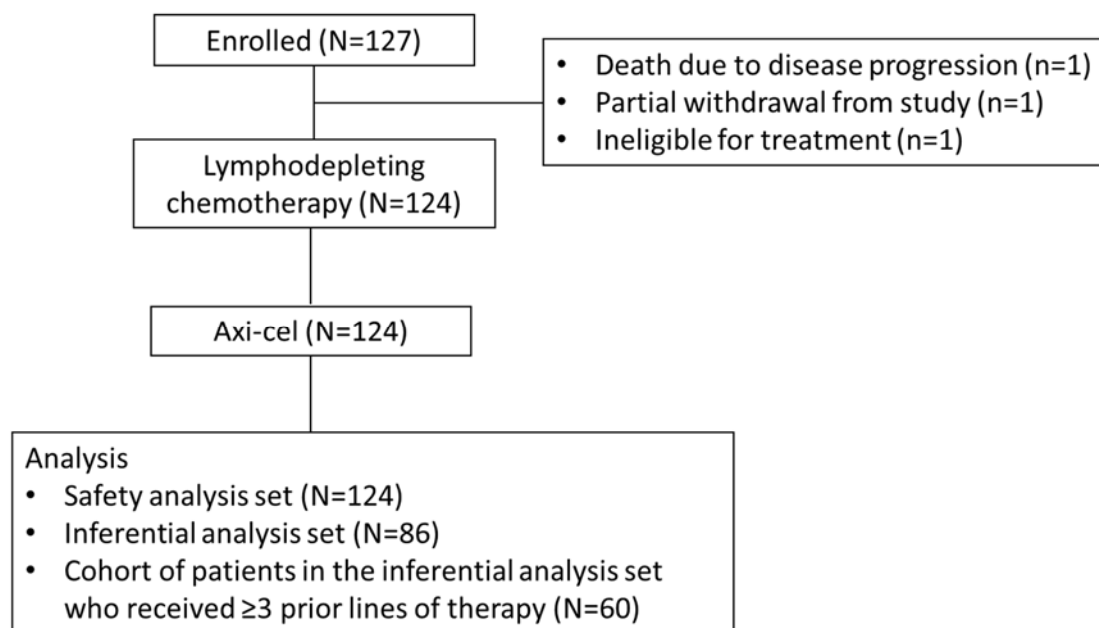 Enrolled (N=127)
• Death due to disease progression (n=1)
• Partial withdrawal from study (n=1)
• Ineligible for treatment (n=1)
Lymphodepleting
chemotherapy (N=124)
Axi-cel (N=124)
Analysis
• Safety analysis set (N=124)
• Inferential analysis set (N=86)
• Cohort of patients in the inferential analysis set
who received ≥3 prior lines of therapy (N=60)